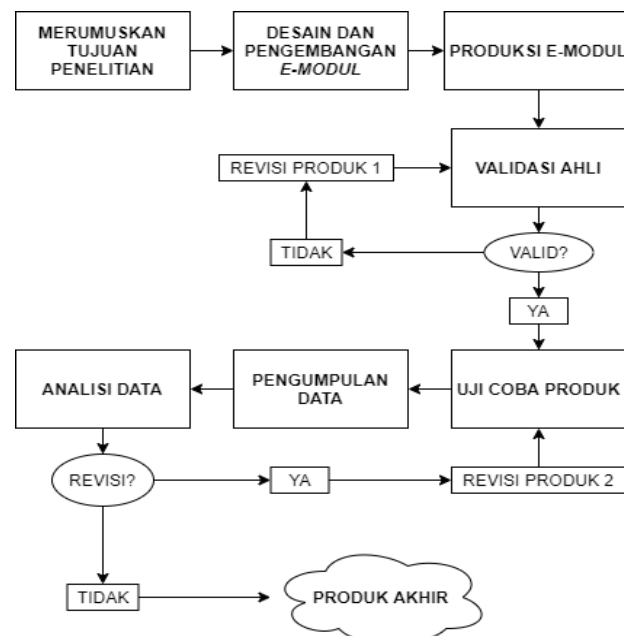 MERUMUSKAN
TUJUAN
PENELITIAN
DESAIN DAN
PENGEMBANGAN
E-MODUL
PRODUKSI E-MODUL
REVISI PRODUK 1
VALIDASI AHLI
TIDAK
VALID?
YA
ANALISI DATA
PENGUMPULAN
DATA
UJI COBA PRODUK
REVISI?
YA
REVISI PRODUK 2
TIDAK
PRODUK AKHIR